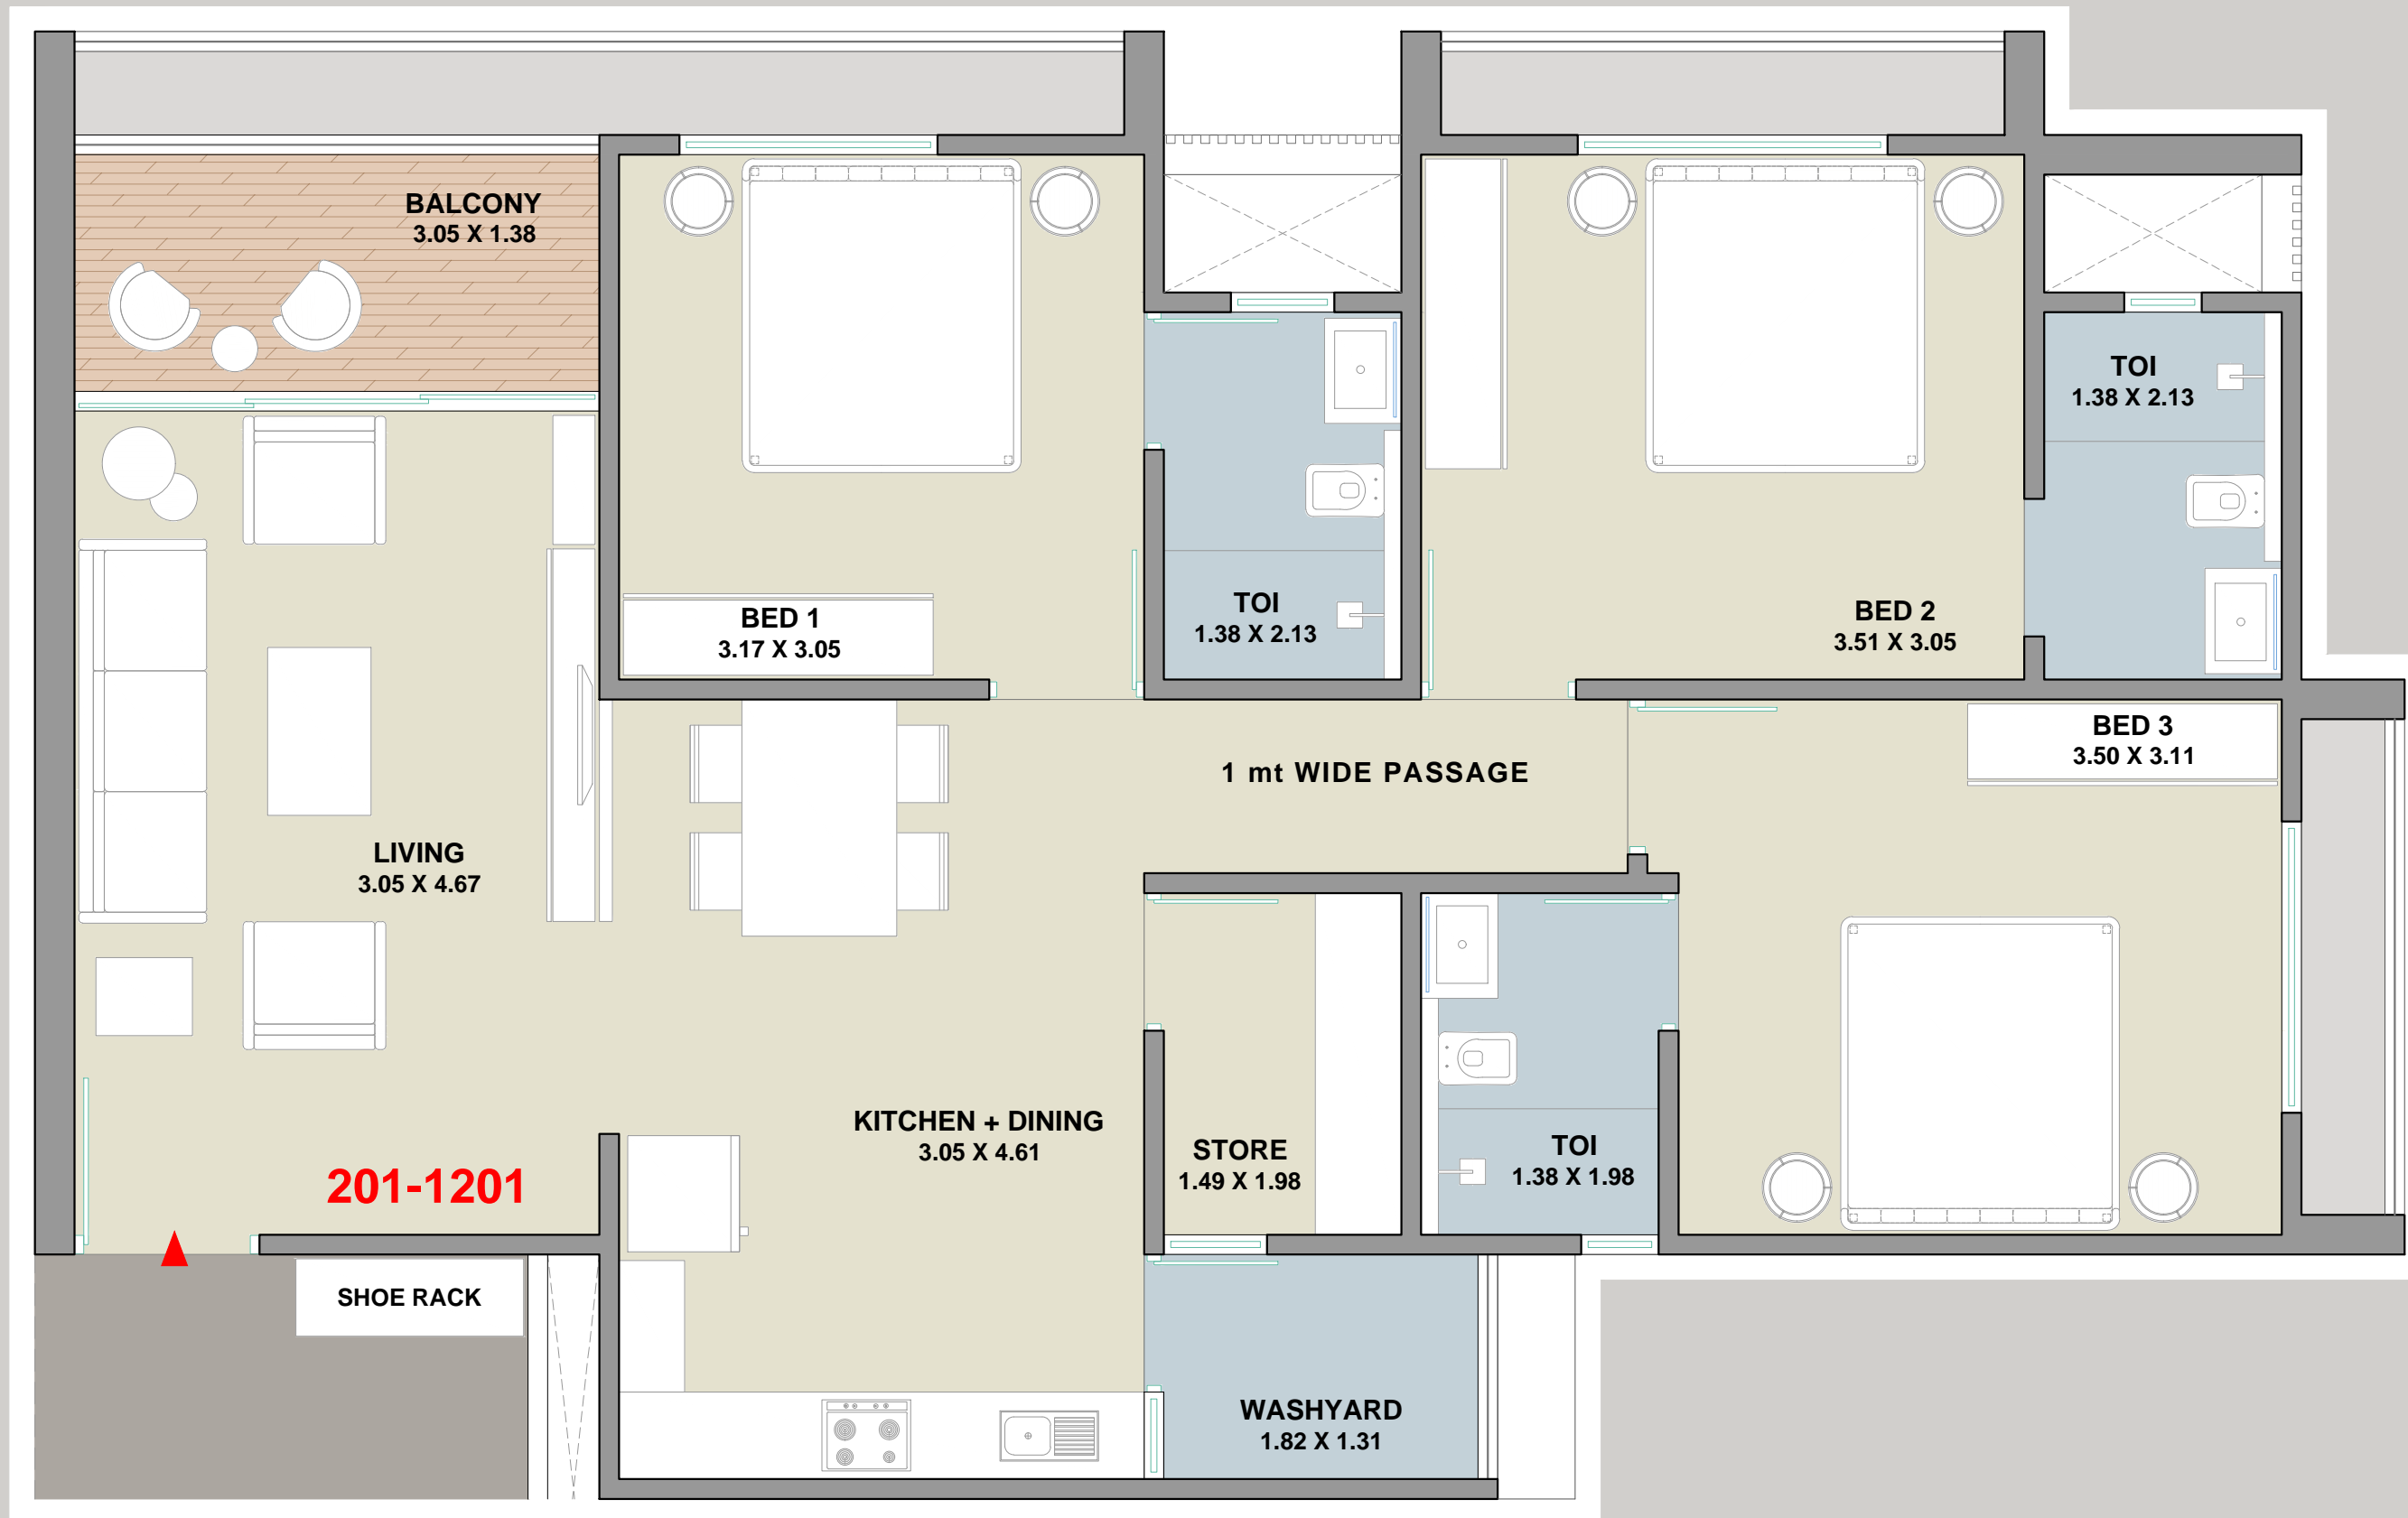 BALCONY
3.05 X 1.38
TOI
1.38 X 2.13
BED 1
3.17 X 3.05
TOI
1.38 X 2.13
BED 2
3.51 X 3.05
BED 3
3.50 X 3.11
1 mt WIDE PASSAGE
LIVING
3.05 X 4.67
KITCHEN + DINING
3.05 X 4.61
STORE
1.49 X 1.98
TOI
1.38 X 1.98
201-1201
SHOE RACK
WASHYARD
1.82 X 1.31